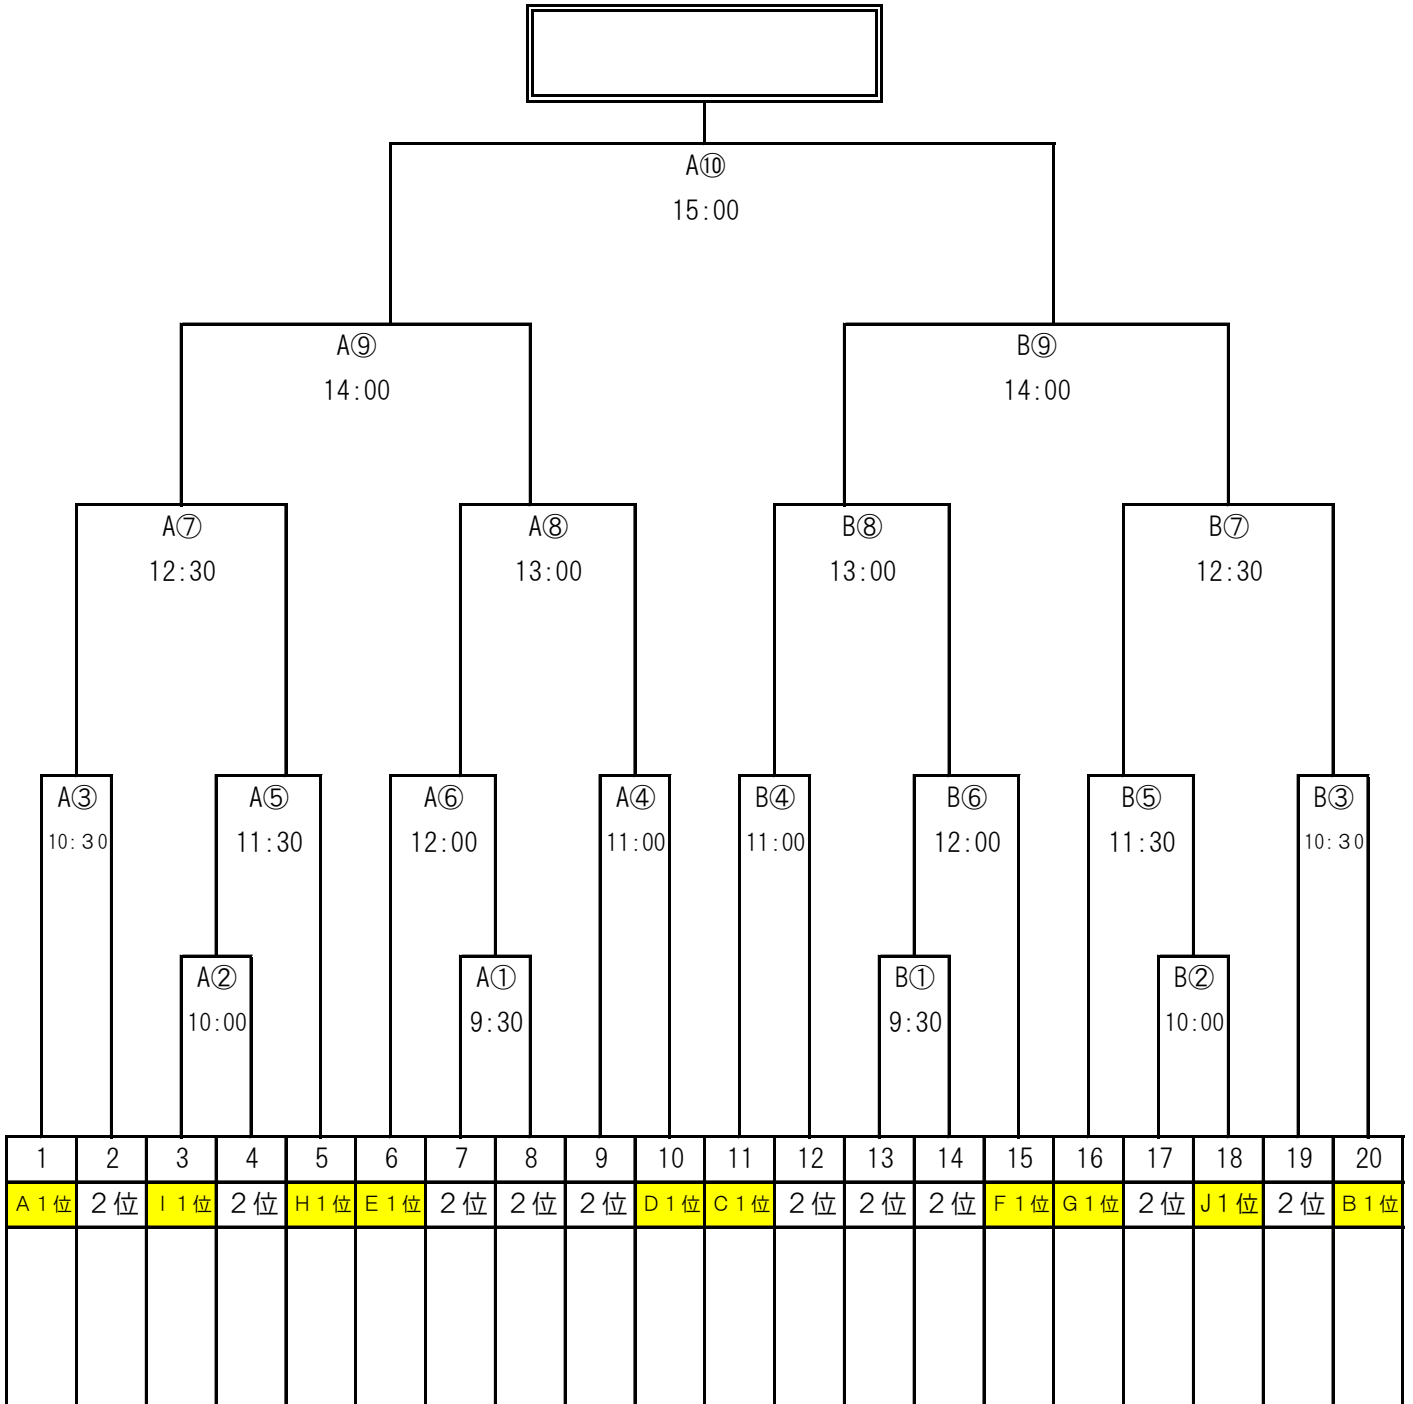 A⑩
15:00
A⑨ B⑨
14:00 14:00
A⑦ A⑧ B⑧ B⑦
12:30 13:00 13:00 12:30
A③ A⑤ A⑥ A④ B④ B⑥ B⑤ B③
10:30 11:30 12:00 11:00 11:00 12:00 11:30 10:30
A② A① B① B②
10:00 9:30 9:30 10:00
1 2 3 4 5 6 7 8 9 10 11 12 13 14 15 16 17 18 19 20
A１位 ２位 I１位 ２位 H１位 E１位 ２位 ２位 ２位 D１位 C１位 ２位 ２位 ２位 F１位 G１位 ２位 J１位 ２位 B１位